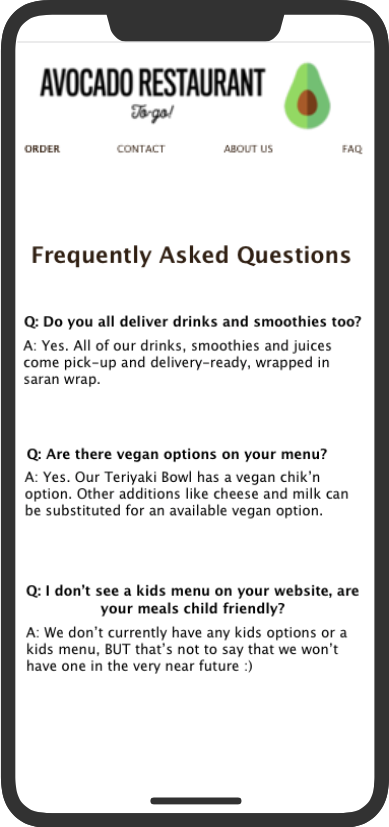 AVOCADO RESTAURANT
To-go!
ORDER CONTACT ABOUT US FAQ
Frequently Asked Questions
Q: Do you all deliver drinks and smoothies too?
A: Yes. All of our drinks, smoothies and juices
come pick-up and delivery-ready, wrapped in
saran wrap.
Q: Are there vegan options on your menu?
A: Yes. Our Teriyaki Bowl has a vegan chik’n
option. Other additions like cheese and milk can
be substituted for an available vegan option.
Q: I don’t see a kids menu on your website, are
your meals child friendly?
A: We don’t currently have any kids options or a
kids menu, BUT that’s not to say that we won’t
have one in the very near future :)